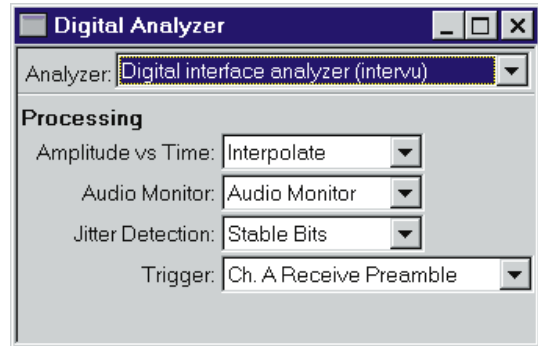 Digital Analyzer
Analyzer: Digital interface analyzer (intervu)
Processing
Amplitude vs Time: Interpolate
Audio Monitor: Audio Monitor
Jitter Detection: Stable Bits
Trigger: Ch. A Receive Preamble